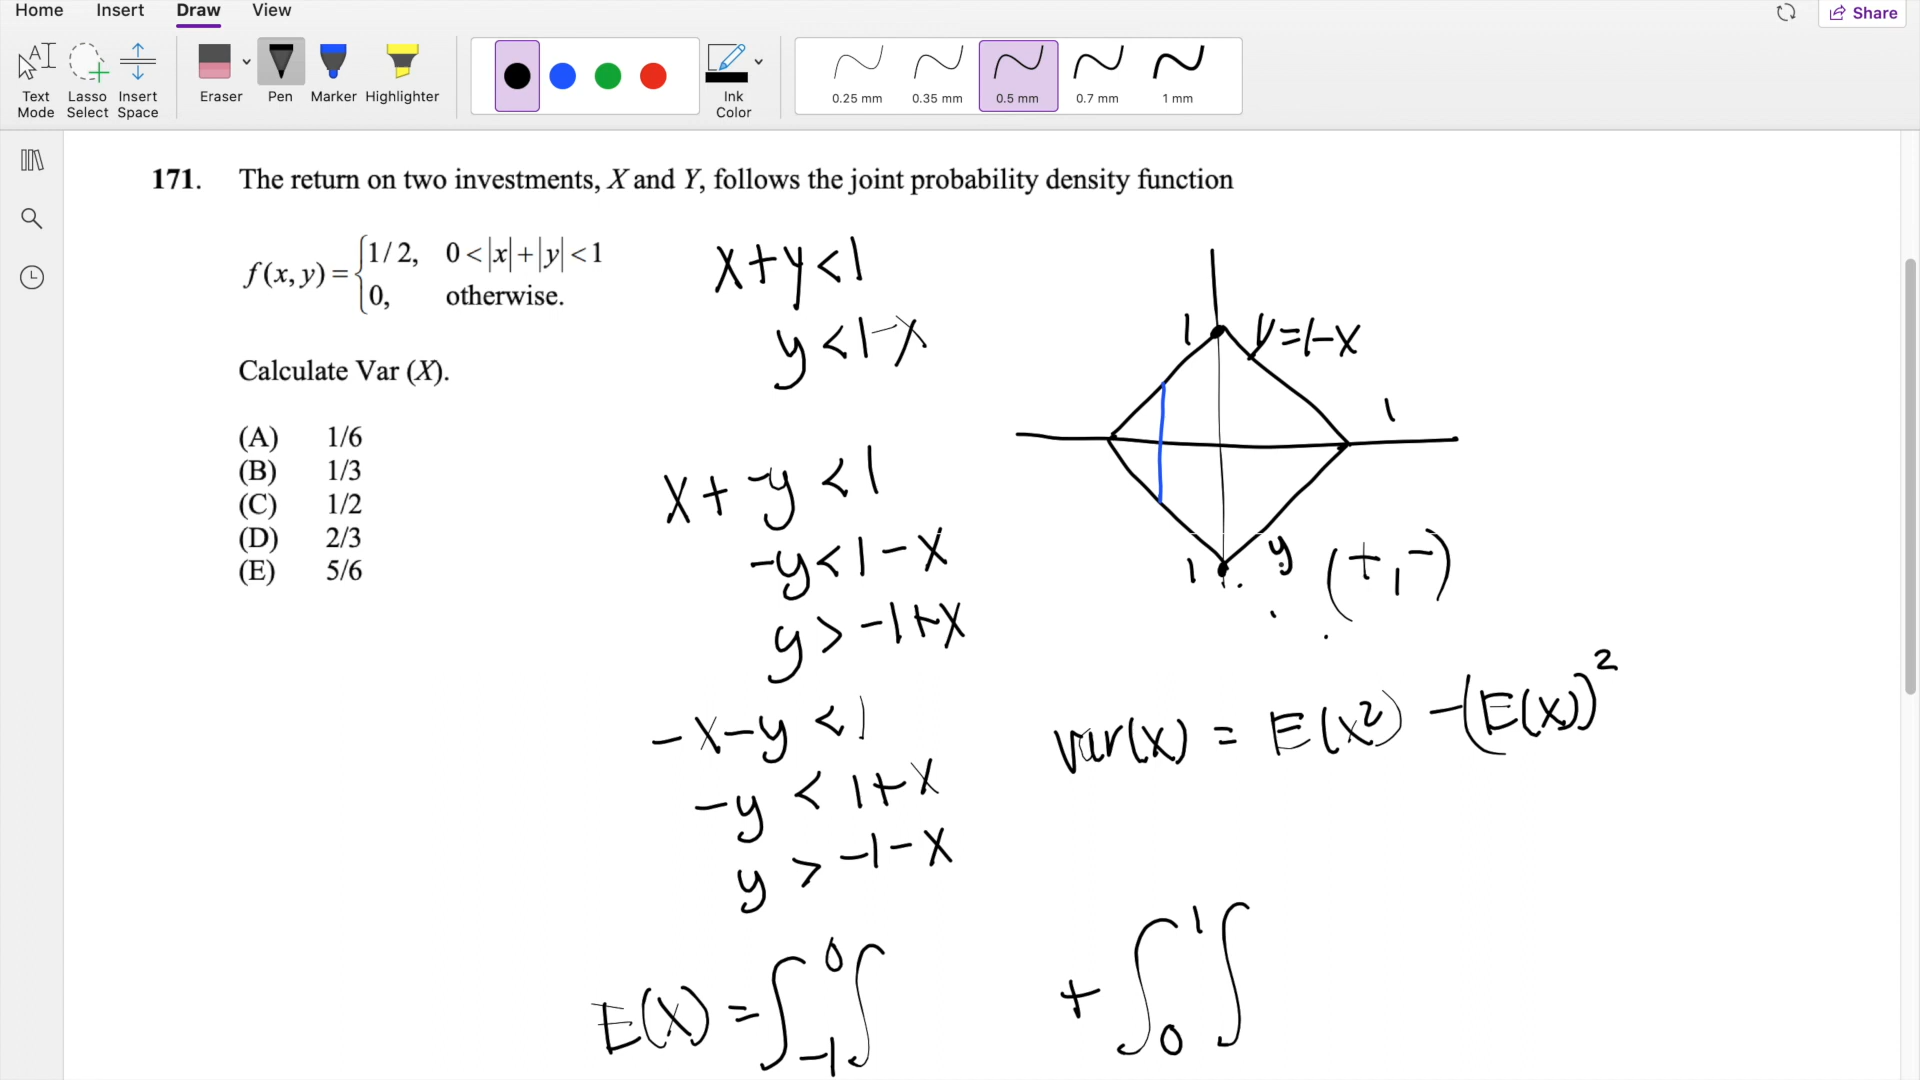 Home Insert Draw View
Share
Text Mode
Lasso Select
Insert Space
Eraser
Pen
Marker
Highlighter
Ink Color
0.25 mm
0.35 mm
0.5 mm
0.7 mm
1 mm
171. The return on two investments, X and Y, follows the joint probability density function
f(x, y) = { 1/2, 0 < |x| + |y| < 1
0, otherwise.
Calculate Var (X).
(A) 1/6
(B) 1/3
(C) 1/2
(D) 2/3
(E) 5/6
x+y<1
y<1-x
x+-y<1
-y<1-x
y>-1+x
-x-y<1
-y<1+x
y>-1-x
1
y=1-x
1
1
y
(+,-)
var(x) = E(x²) - (E(x))²
E(x) = ∫_{-1}^{0} ∫ + ∫_{0}^{1} ∫